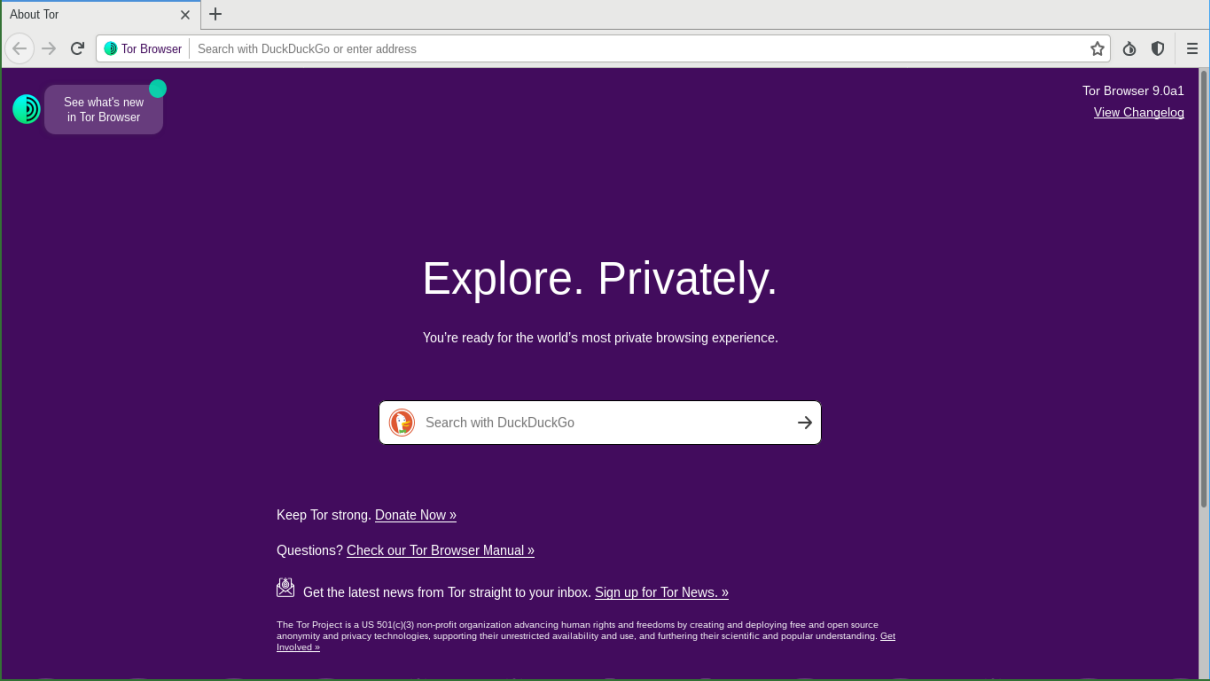 About Tor
Tor Browser
Search with DuckDuckGo or enter address
See what's new
in Tor Browser
Tor Browser 9.0a1
View Changelog
Explore. Privately.
You’re ready for the world’s most private browsing experience.
Search with DuckDuckGo
Keep Tor strong. Donate Now »
Questions? Check our Tor Browser Manual »
Get the latest news from Tor straight to your inbox. Sign up for Tor News. »
The Tor Project is a US 501(c)(3) non-profit organization advancing human rights and freedoms by creating and deploying free and open source
anonymity and privacy technologies, supporting their unrestricted availability and use, and furthering their scientific and popular understanding. Get
Involved »